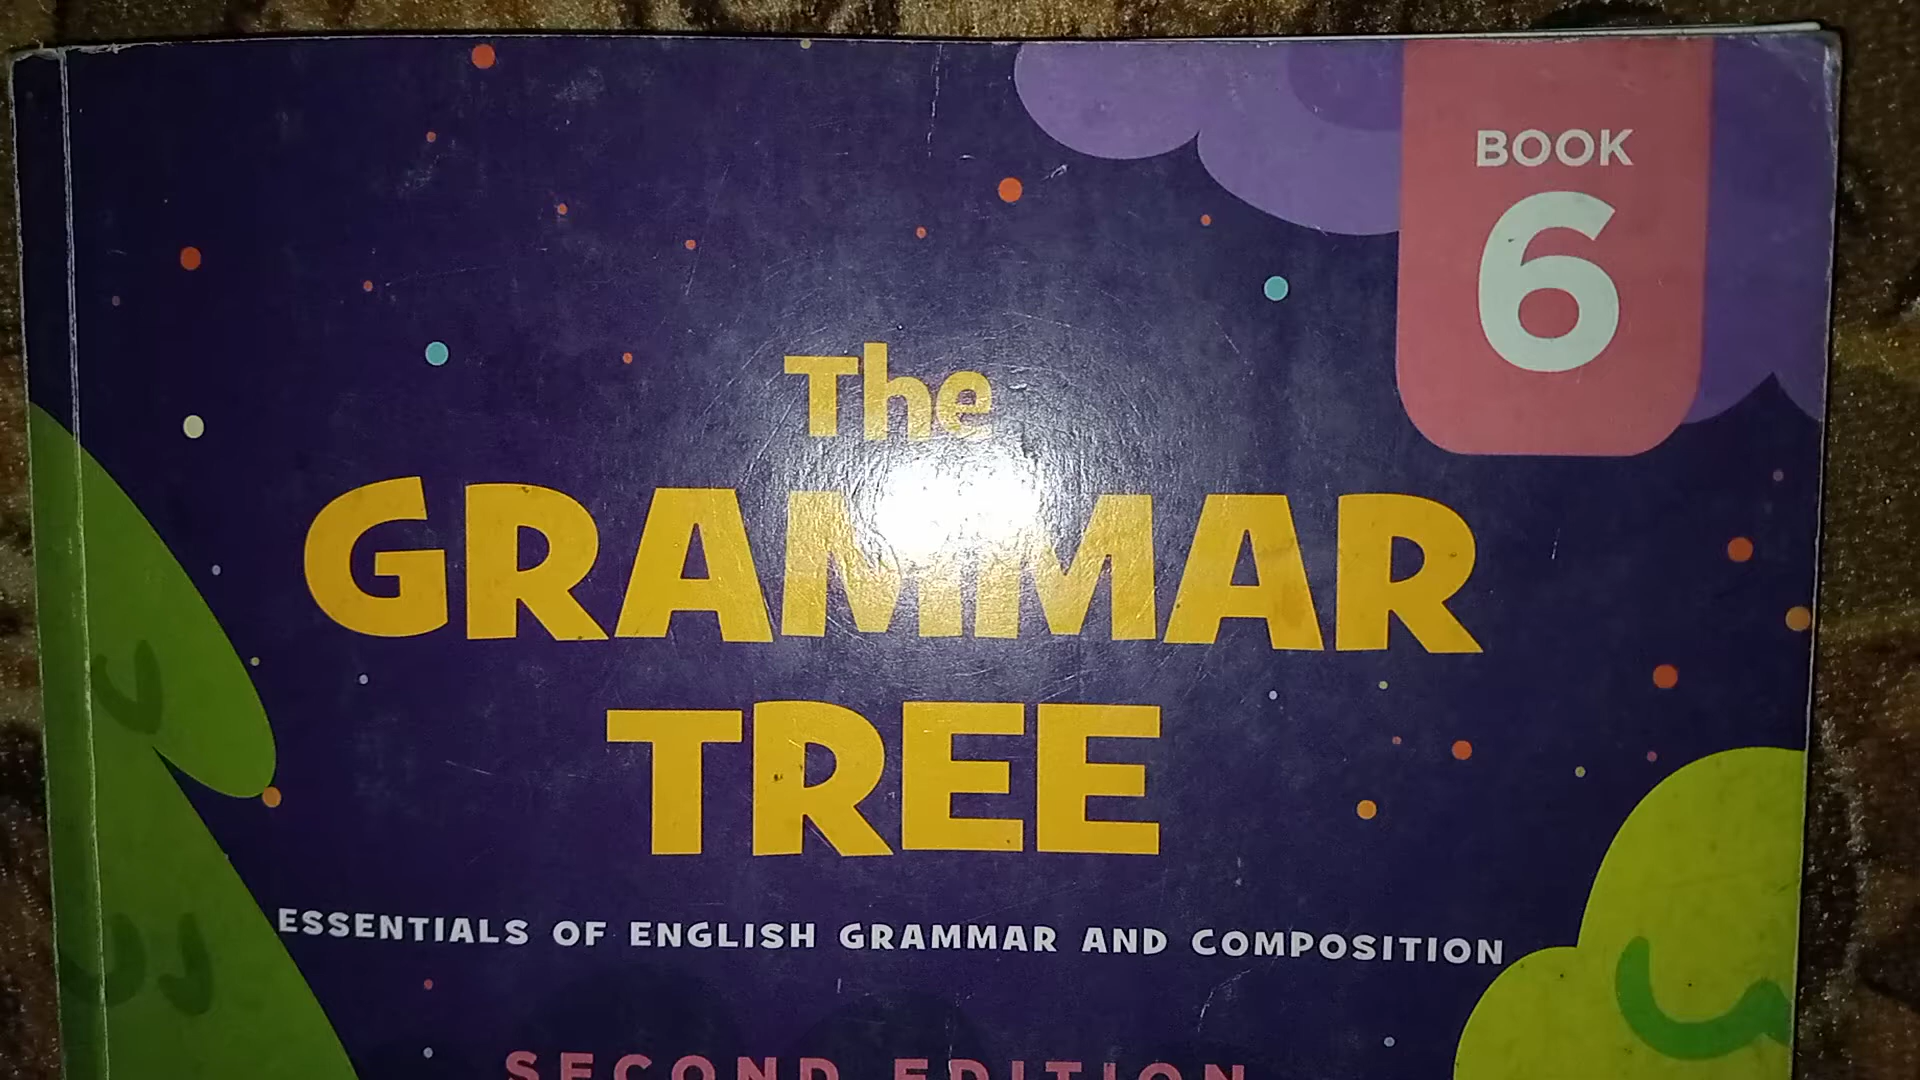 BOOK
6
The
GRAMMAR
TREE
ESSENTIALS OF ENGLISH GRAMMAR AND COMPOSITION
SECOND EDITION